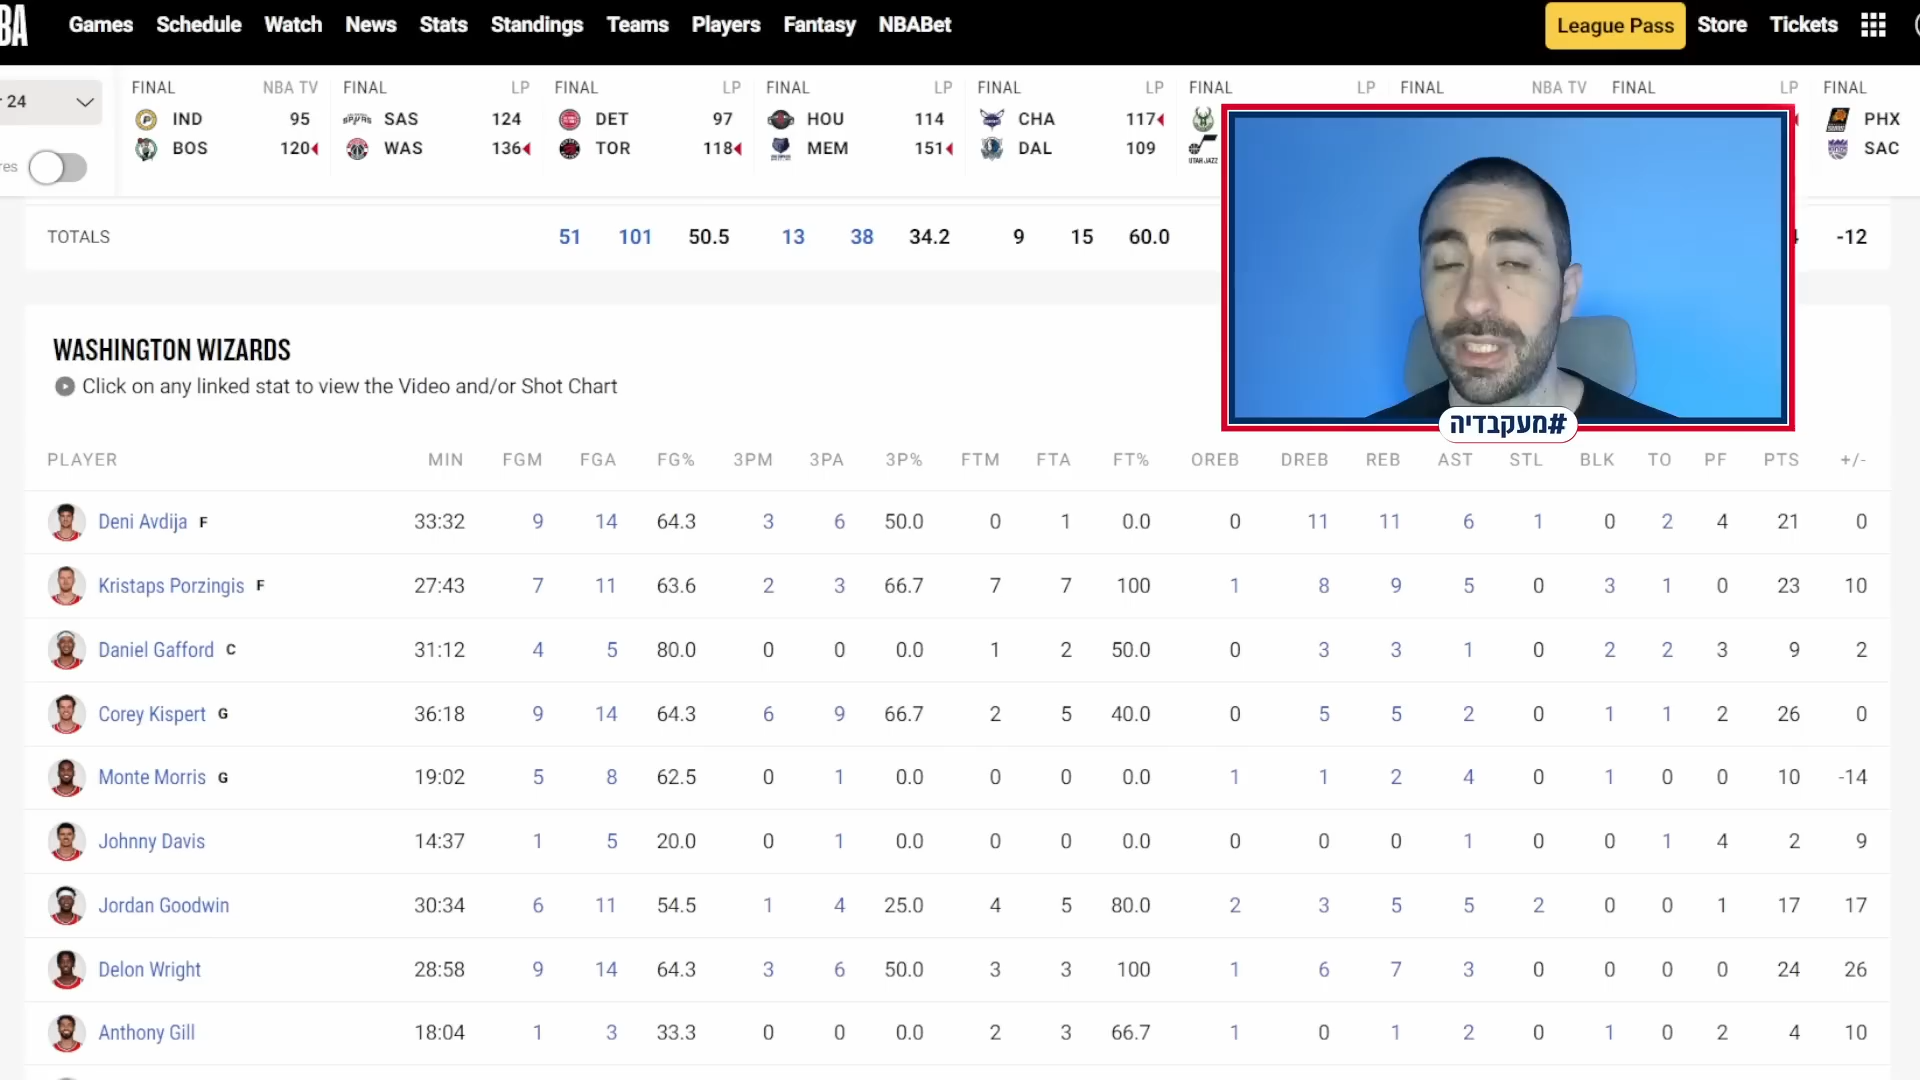 BA Games Schedule Watch News Stats Standings Teams Players Fantasy NBABet League Pass Store Tickets
FINAL NBA TV FINAL LP FINAL LP FINAL LP FINAL LP FINAL LP FINAL NBA TV FINAL LP FINAL
24
IND 95 SAS 124 DET 97 HOU 114 CHA 117 PHX
BOS 120 WAS 136 TOR 118 MEM 151 DAL 109 SAC
SPURS
UTAH JAZZ
res
TOTALS 51 101 50.5 13 38 34.2 9 15 60.0 -12
WASHINGTON WIZARDS
Click on any linked stat to view the Video and/or Shot Chart
#מעקבדיה
PLAYER MIN FGM FGA FG% 3PM 3PA 3P% FTM FTA FT% OREB DREB REB AST STL BLK TO PF PTS +/-
Deni Avdija F 33:32 9 14 64.3 3 6 50.0 0 1 0.0 0 11 11 6 1 0 2 4 21 0
Kristaps Porzingis F 27:43 7 11 63.6 2 3 66.7 7 7 100 1 8 9 5 0 3 1 0 23 10
Daniel Gafford C 31:12 4 5 80.0 0 0 0.0 1 2 50.0 0 3 3 1 0 2 2 3 9 2
Corey Kispert G 36:18 9 14 64.3 6 9 66.7 2 5 40.0 0 5 5 2 0 1 1 2 26 0
Monte Morris G 19:02 5 8 62.5 0 1 0.0 0 0 0.0 1 1 2 4 0 1 0 0 10 -14
Johnny Davis 14:37 1 5 20.0 0 1 0.0 0 0 0.0 0 0 0 1 0 0 1 4 2 9
Jordan Goodwin 30:34 6 11 54.5 1 4 25.0 4 5 80.0 2 3 5 5 2 0 0 1 17 17
Delon Wright 28:58 9 14 64.3 3 6 50.0 3 3 100 1 6 7 3 0 0 0 0 24 26
Anthony Gill 18:04 1 3 33.3 0 0 0.0 2 3 66.7 1 0 1 2 0 1 0 2 4 10